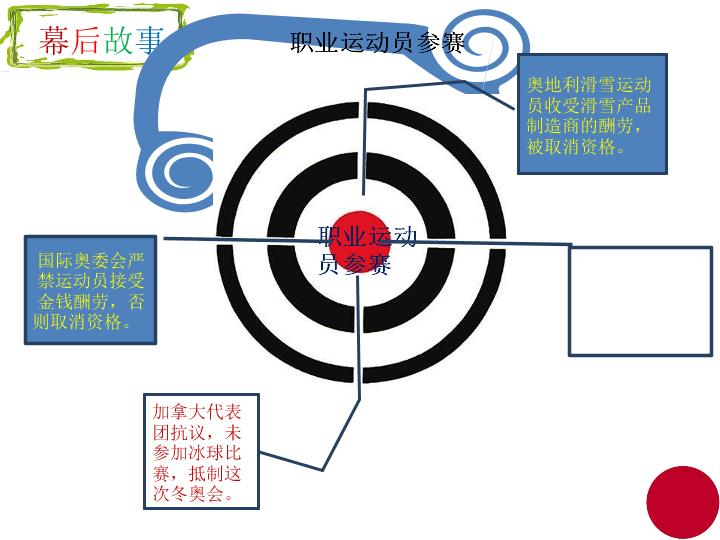 幕后故事
职业运动员参赛
奥地利滑雪运动
员收受滑雪产品
制造商的酬劳，
被取消资格。
职业运动
员参赛
国际奥委会严
禁运动员接受
金钱酬劳，否
则取消资格。
加拿大代表
团抗议，未
参加冰球比
赛，抵制这
次冬奥会。